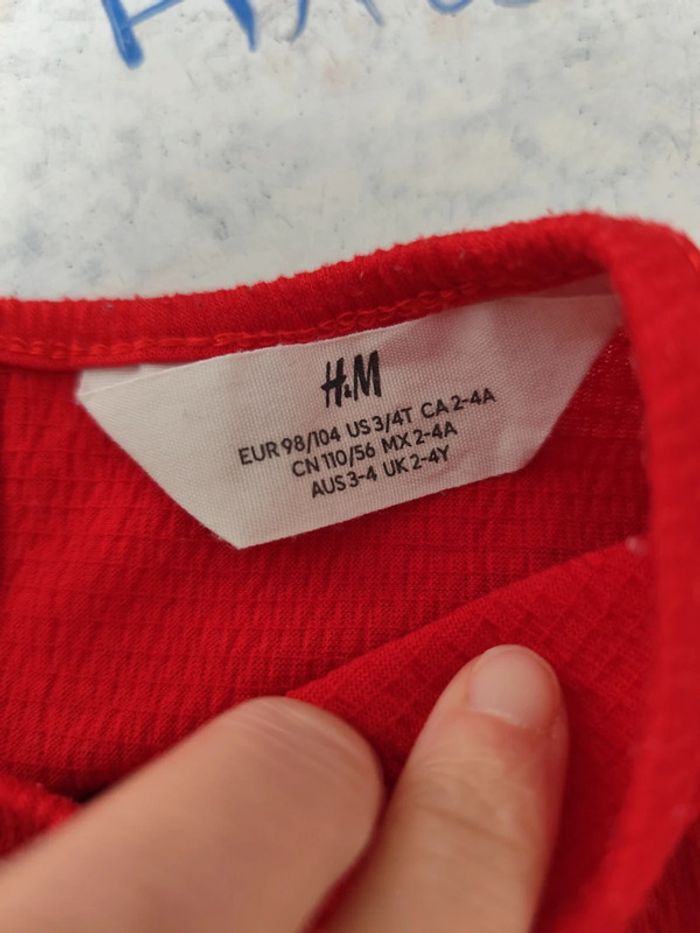 H&M
EUR 98/104 US 3/4T CA 2-4A
CN 110/56 MX 2-4A
AUS 3-4 UK 2-4Y